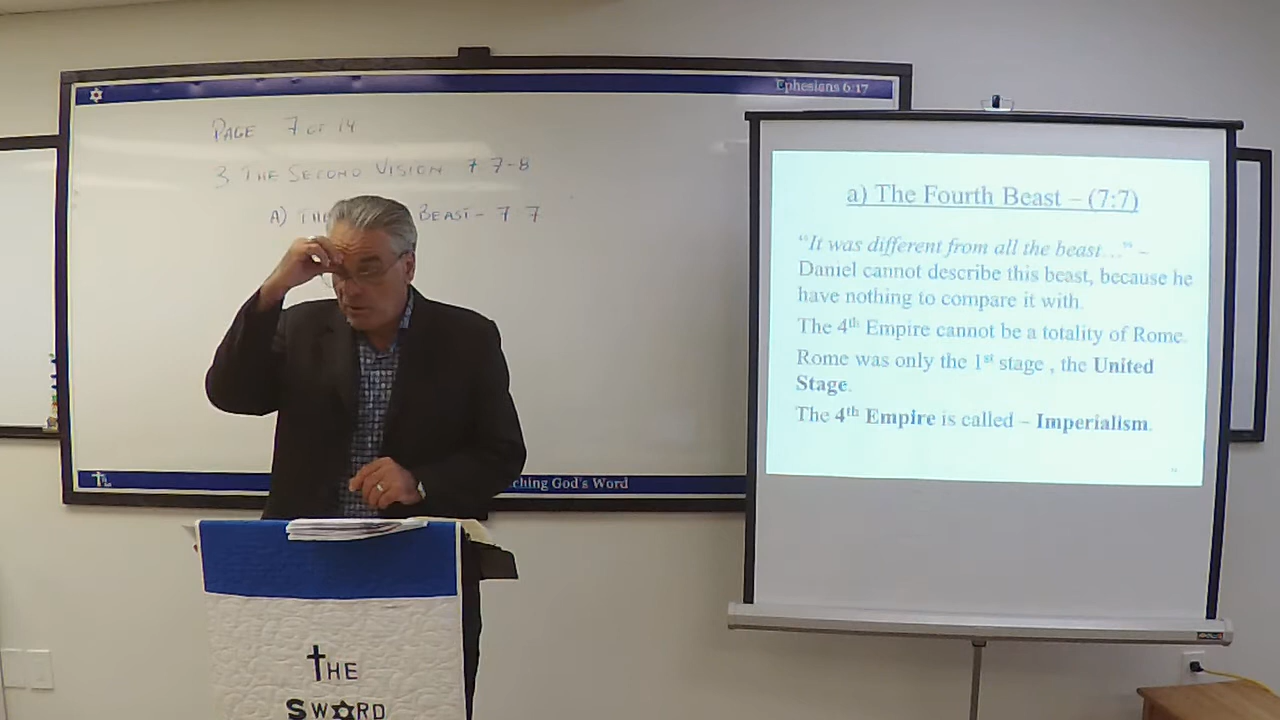 Ephesians 6:17
PAGE 7 OF 14
3 THE SECOND VISION 7 7-8
A) THE BEAST - 7 7
ching God's Word
THE
SWORD
a) The Fourth Beast – (7:7)
“It was different from all the beast…” –
Daniel cannot describe this beast, because he
have nothing to compare it with.
The 4th Empire cannot be a totality of Rome.
Rome was only the 1st stage , the United
Stage.
The 4th Empire is called – Imperialism.